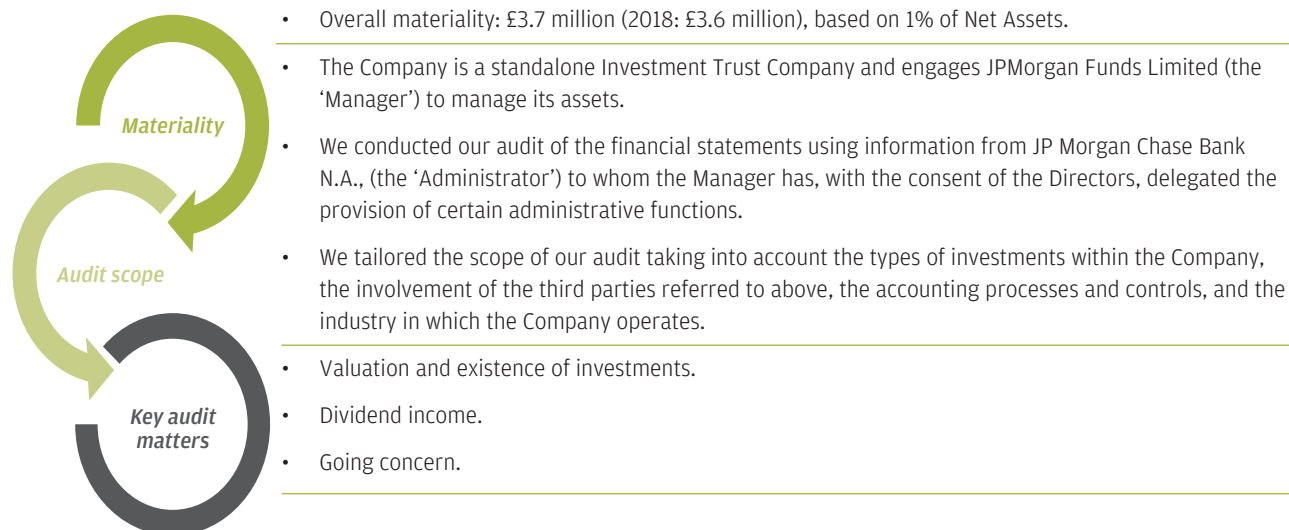 • Overall materiality: £3.7 million (2018: £3.6 million), based on 1% of Net Assets.
• The Company is a standalone Investment Trust Company and engages JPMorgan Funds Limited (the
‘Manager’) to manage its assets.
Materiality
• We conducted our audit of the financial statements using information from JP Morgan Chase Bank
N.A., (the ‘Administrator’) to whom the Manager has, with the consent of the Directors, delegated the
provision of certain administrative functions.
Audit scope
• We tailored the scope of our audit taking into account the types of investments within the Company,
the involvement of the third parties referred to above, the accounting processes and controls, and the
industry in which the Company operates.
• Valuation and existence of investments.
Key audit
matters
• Dividend income.
• Going concern.